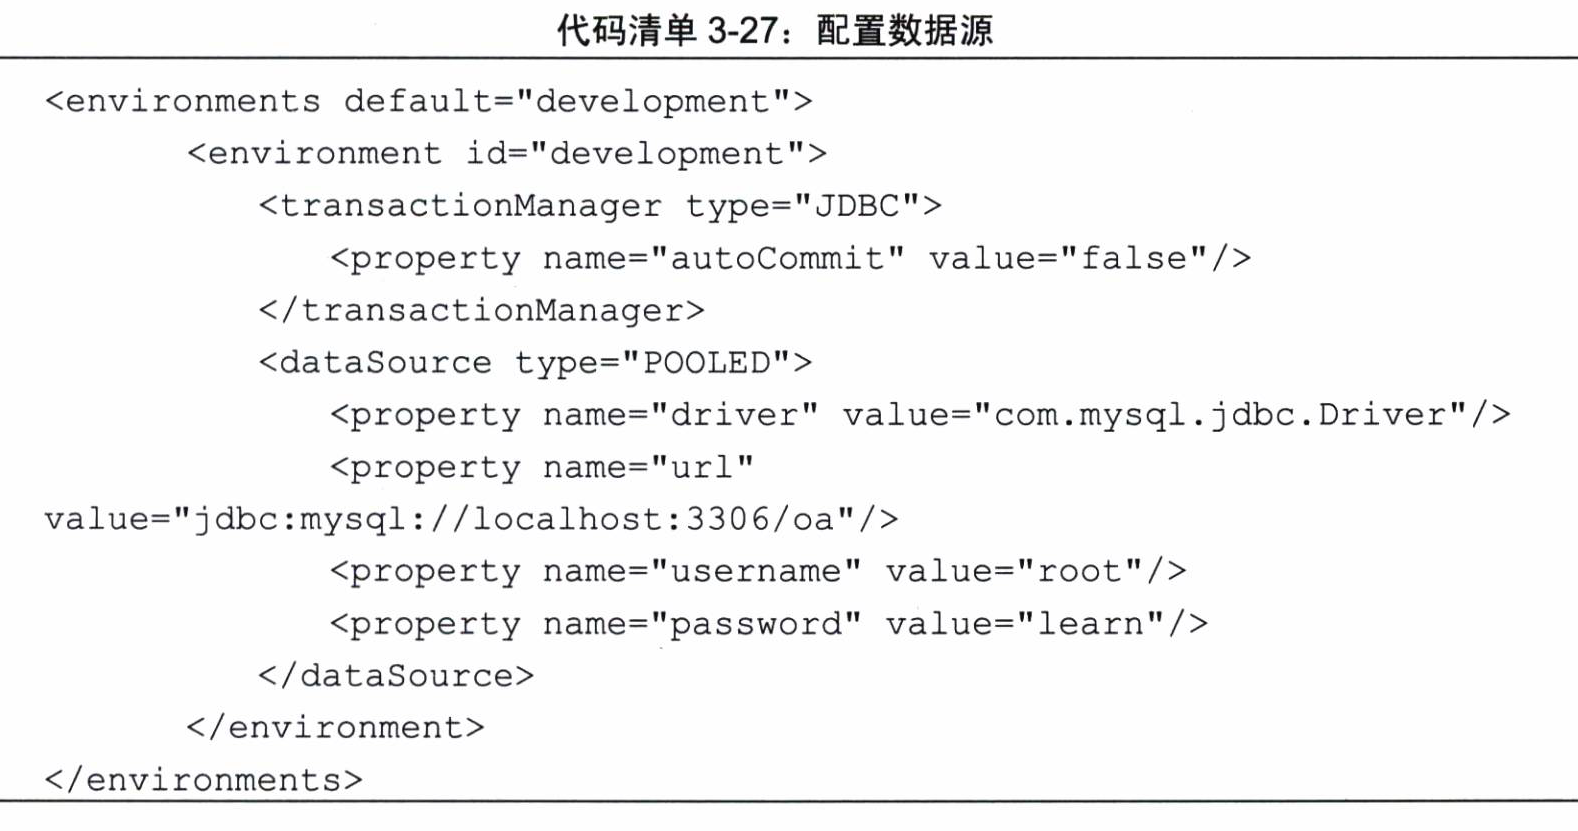 代码清单 3-27：配置数据源
<environments default="development">
<environment id="development">
<transactionManager type="JDBC">
<property name="autoCommit" value="false"/>
</transactionManager>
<dataSource type="POOLED">
<property name="driver" value="com.mysql.jdbc.Driver"/>
<property name="url"
value="jdbc:mysql://localhost:3306/oa"/>
<property name="username" value="root"/>
<property name="password" value="learn"/>
</dataSource>
</environment>
</environments>